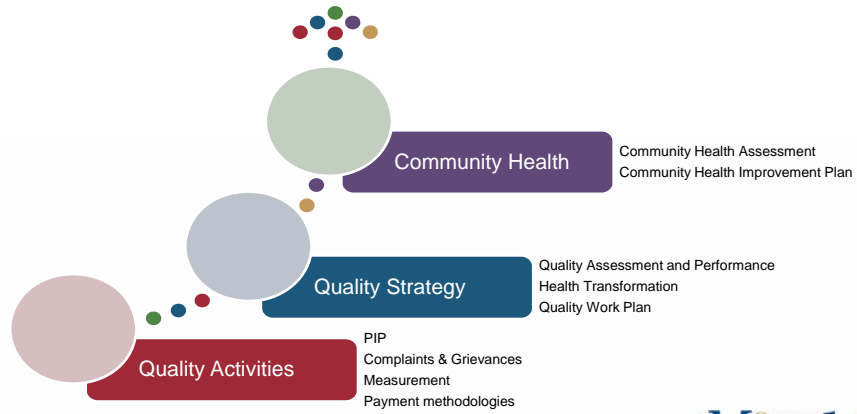 Community Health
Community Health Assessment
Community Health Improvement Plan
Quality Strategy
Quality Assessment and Performance
Health Transformation
Quality Work Plan
Quality Activities
PIP
Complaints & Grievances
Measurement
Payment methodologies